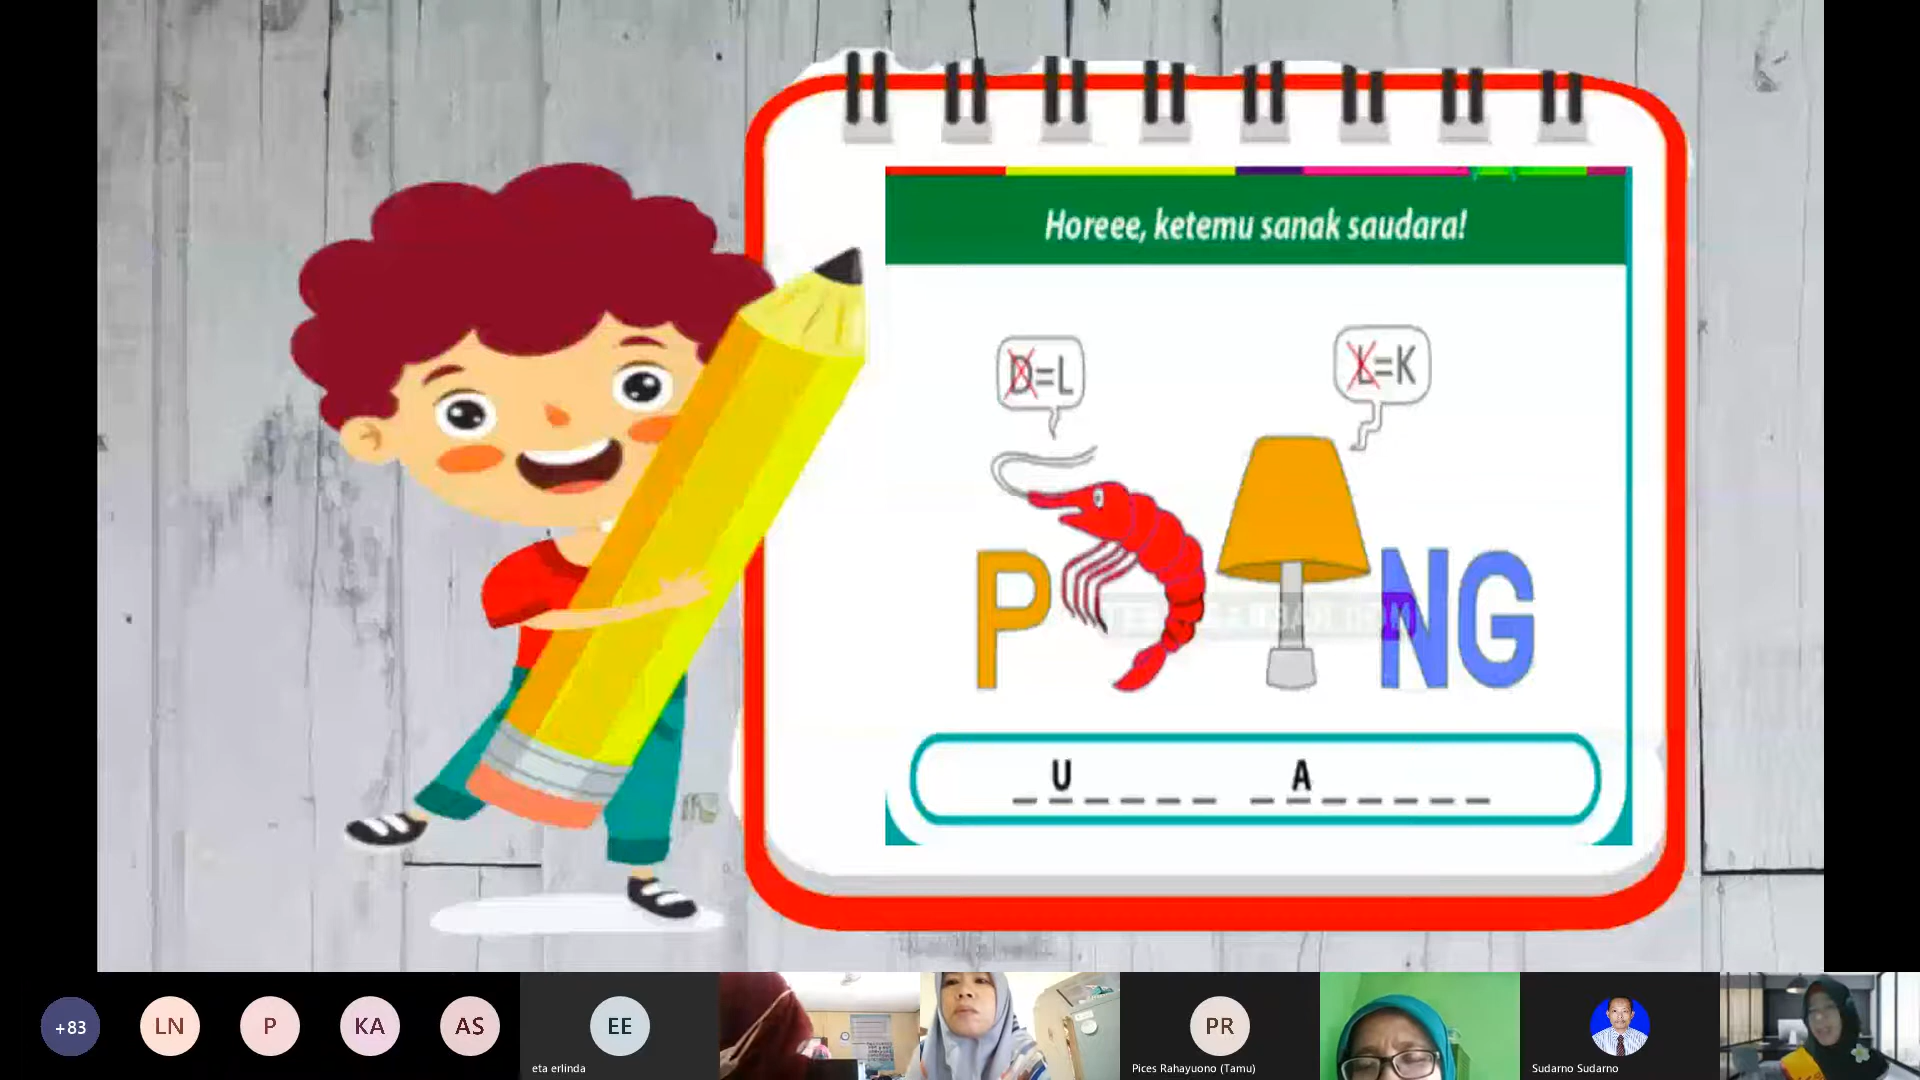 Horeee, ketemu sanak saudara!
D=L
L=K
P NG
U A
+83
LN
P
KA
AS
EE
eta erlinda
PR
Pices Rahayuono (Tamu)
Sudarno Sudarno